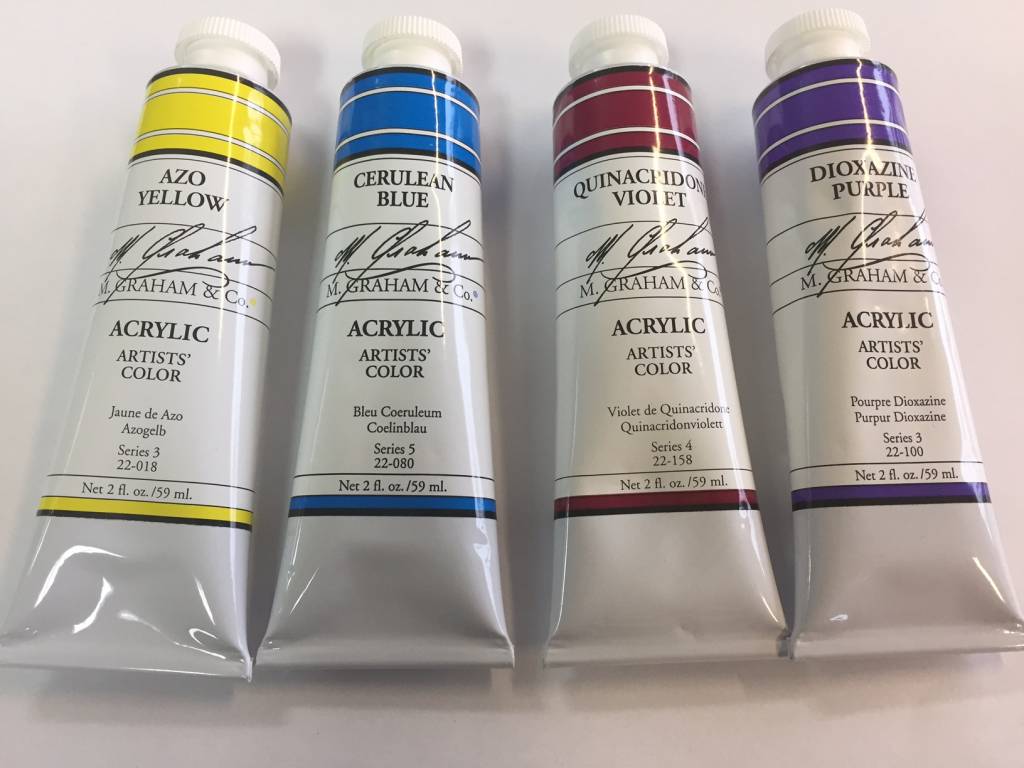 AZO
YELLOW
M. Graham
M. GRAHAM & Co.
ACRYLIC
ARTISTS'
COLOR
Jaune de Azo
Azogelb
Series 3
22-018
Net 2 fl. oz./59 ml.
CERULEAN
BLUE
M. Graham
M. GRAHAM & Co.
ACRYLIC
ARTISTS'
COLOR
Bleu Coeruleum
Coelinblau
Series 5
22-080
Net 2 fl. oz./59 ml.
QUINACRIDONE
VIOLET
M. Graham
M. GRAHAM & Co.
ACRYLIC
ARTISTS'
COLOR
Violet de Quinacridone
Quinacridonviolett
Series 4
22-158
Net 2 fl. oz./59 ml.
DIOXAZINE
PURPLE
M. Graham
M. GRAHAM & Co.
ACRYLIC
ARTISTS'
COLOR
Pourpre Dioxazine
Purpur Dioxazine
Series 3
22-100
Net 2 fl. oz./59 ml.